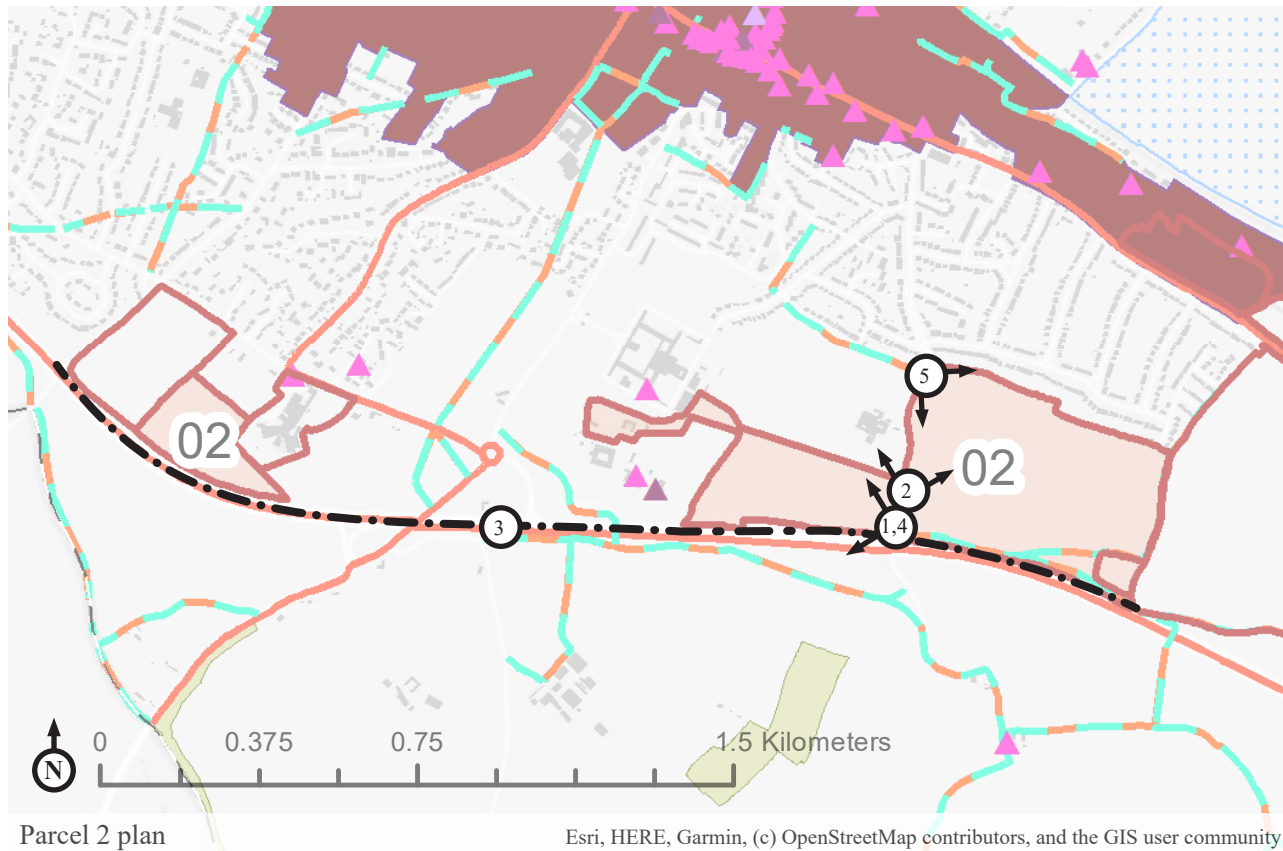 5
02
02
2
3
1,4
0 0.375 0.75 1.5 Kilometers
N
Parcel 2 plan
Esri, HERE, Garmin, (c) OpenStreetMap contributors, and the GIS user community